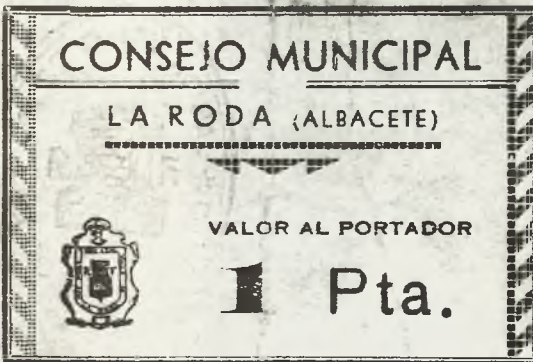 CONSEJO MUNICIPAL
LA RODA (ALBACETE)
VALOR AL PORTADOR
1 Pta.